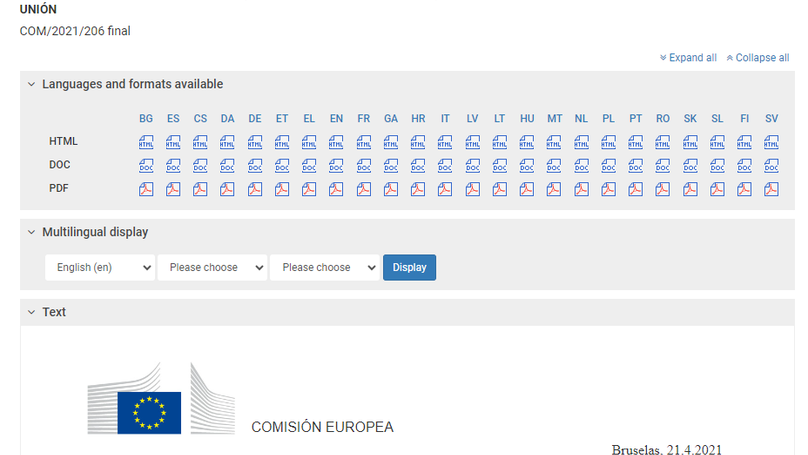 UNIÓN
COM/2021/206 final
Expand all Collapse all
Languages and formats available
BG ES CS DA DE ET EL EN FR GA HR IT LV LT HU MT NL PL PT RO SK SL FI SV
HTML HTML HTML HTML HTML HTML HTML HTML HTML HTML HTML HTML HTML HTML HTML HTML HTML HTML HTML HTML HTML HTML HTML HTML HTML
DOC DOC DOC DOC DOC DOC DOC DOC DOC DOC DOC DOC DOC DOC DOC DOC DOC DOC DOC DOC DOC DOC DOC DOC DOC
PDF
Multilingual display
English (en) Please choose Please choose Display
Text
COMISIÓN EUROPEA
Bruselas, 21.4.2021